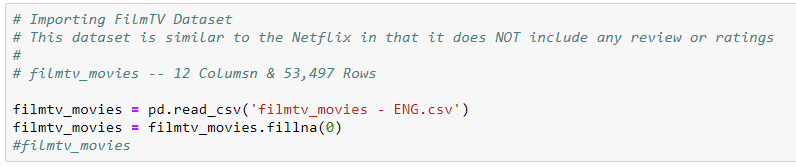 # Importing FilmTV Dataset
# This dataset is similar to the Netflix in that it does NOT include any review or ratings
#
# filmtv_movies -- 12 Columsn & 53,497 Rows
filmtv_movies = pd.read_csv('filmtv_movies - ENG.csv')
filmtv_movies = filmtv_movies.fillna(0)
#filmtv_movies